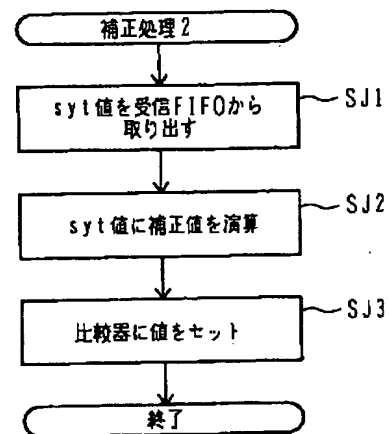 補正処理2
syt値を受信FIFOから
取り出す
SJ1
syt値に補正値を演算
SJ2
比較器に値をセット
SJ3
終了